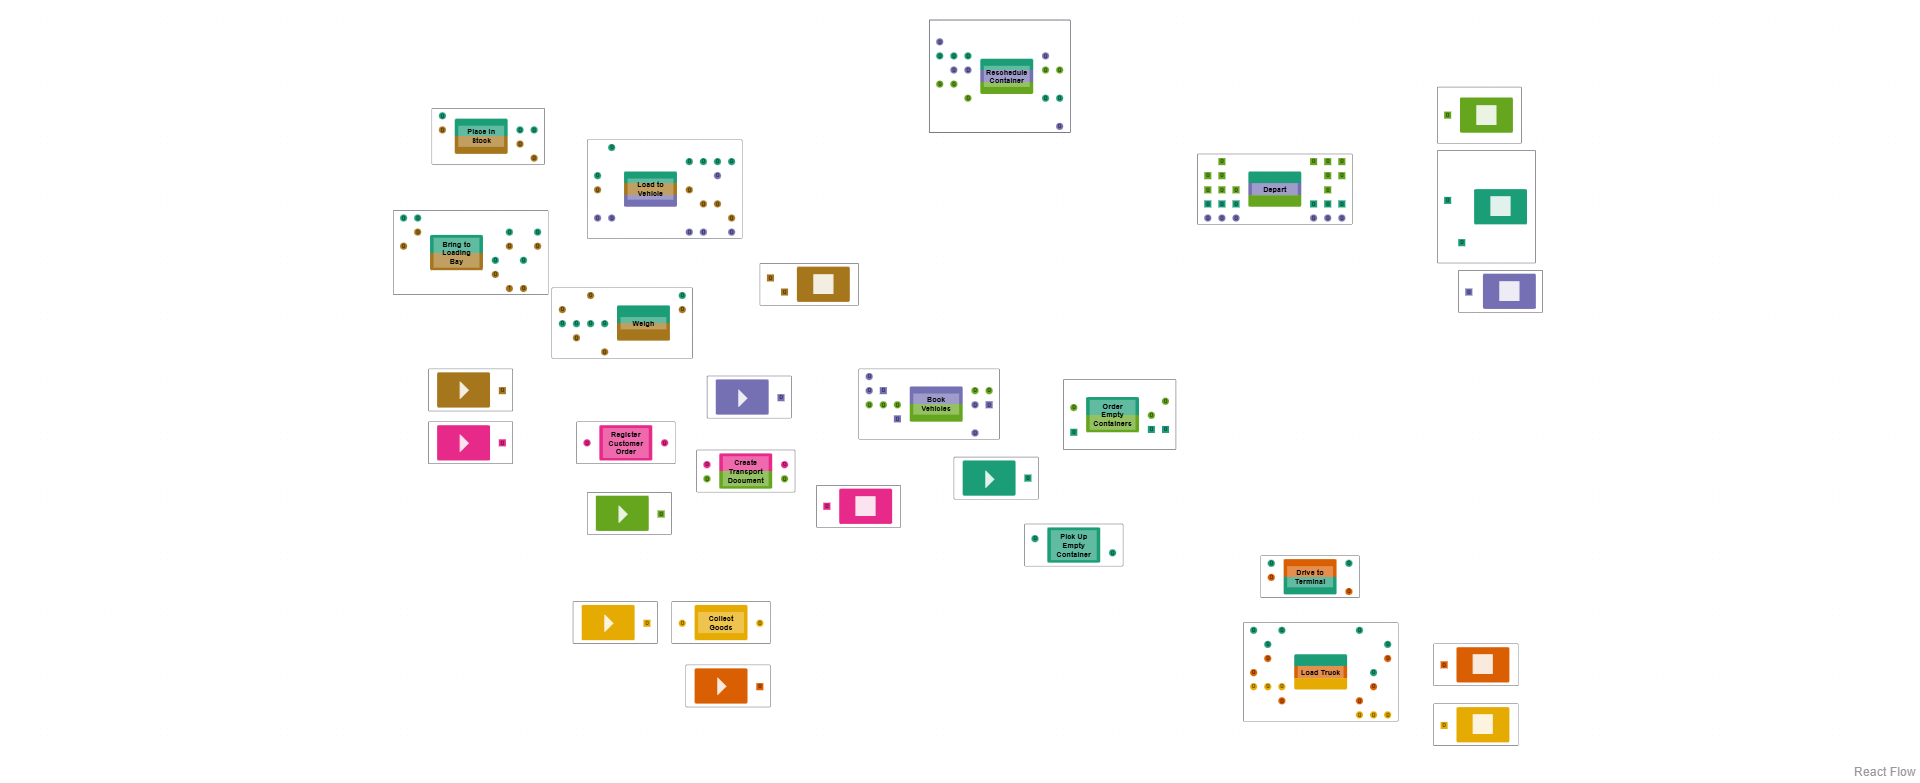 Reschedule
Container
Place in
Stock
Load to
Vehicle
Depart
Bring to
Loading
Bay
Weigh
Book
Vehicles
Order
Empty
Containers
Register
Customer
Order
Create
Transport
Document
Pick Up
Empty
Container
Drive to
Terminal
Collect
Goods
Load Truck
React Flow